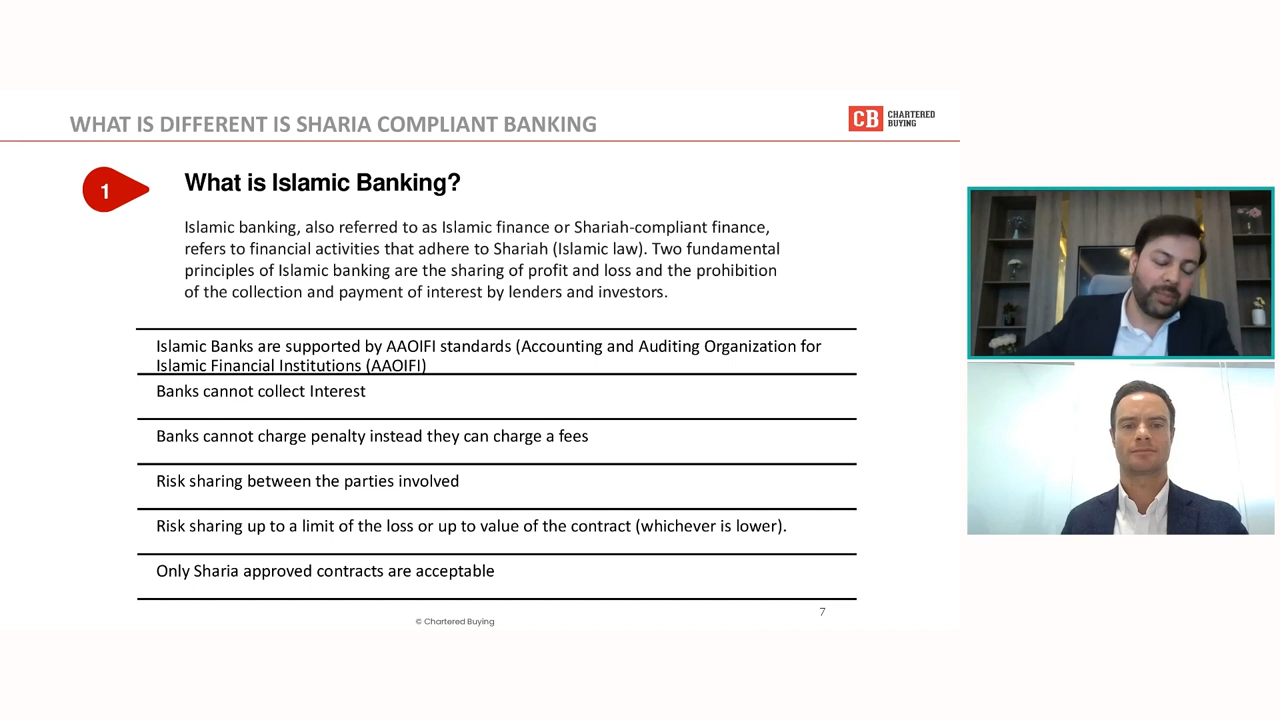 WHAT IS DIFFERENT IS SHARIA COMPLIANT BANKING
CB CHARTERED
BUYING
1
What is Islamic Banking?
Islamic banking, also referred to as Islamic finance or Shariah-compliant finance,
refers to financial activities that adhere to Shariah (Islamic law). Two fundamental
principles of Islamic banking are the sharing of profit and loss and the prohibition
of the collection and payment of interest by lenders and investors.
Islamic Banks are supported by AAOIFI standards (Accounting and Auditing Organization for
Islamic Financial Institutions (AAOIFI)
Banks cannot collect Interest
Banks cannot charge penalty instead they can charge a fees
Risk sharing between the parties involved
Risk sharing up to a limit of the loss or up to value of the contract (whichever is lower).
Only Sharia approved contracts are acceptable
7
© Chartered Buying